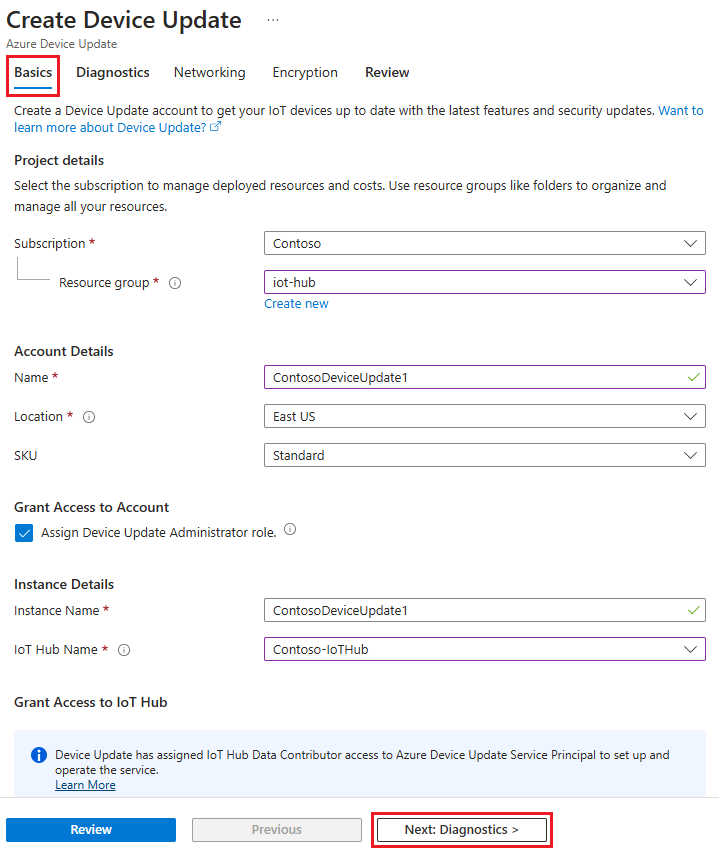 Create Device Update ...
Azure Device Update
Basics Diagnostics Networking Encryption Review
Create a Device Update account to get your IoT devices up to date with the latest features and security updates. Want to
learn more about Device Update?
Project details
Select the subscription to manage deployed resources and costs. Use resource groups like folders to organize and
manage all your resources.
Subscription * Contoso
Resource group * iot-hub
Create new
Account Details
Name * ContosoDeviceUpdate1
Location * East US
SKU Standard
Grant Access to Account
Assign Device Update Administrator role.
Instance Details
Instance Name * ContosoDeviceUpdate1
IoT Hub Name * Contoso-IoTHub
Grant Access to IoT Hub
Device Update has assigned IoT Hub Data Contributor access to Azure Device Update Service Principal to set up and
operate the service.
Learn More
Review Previous Next: Diagnostics >